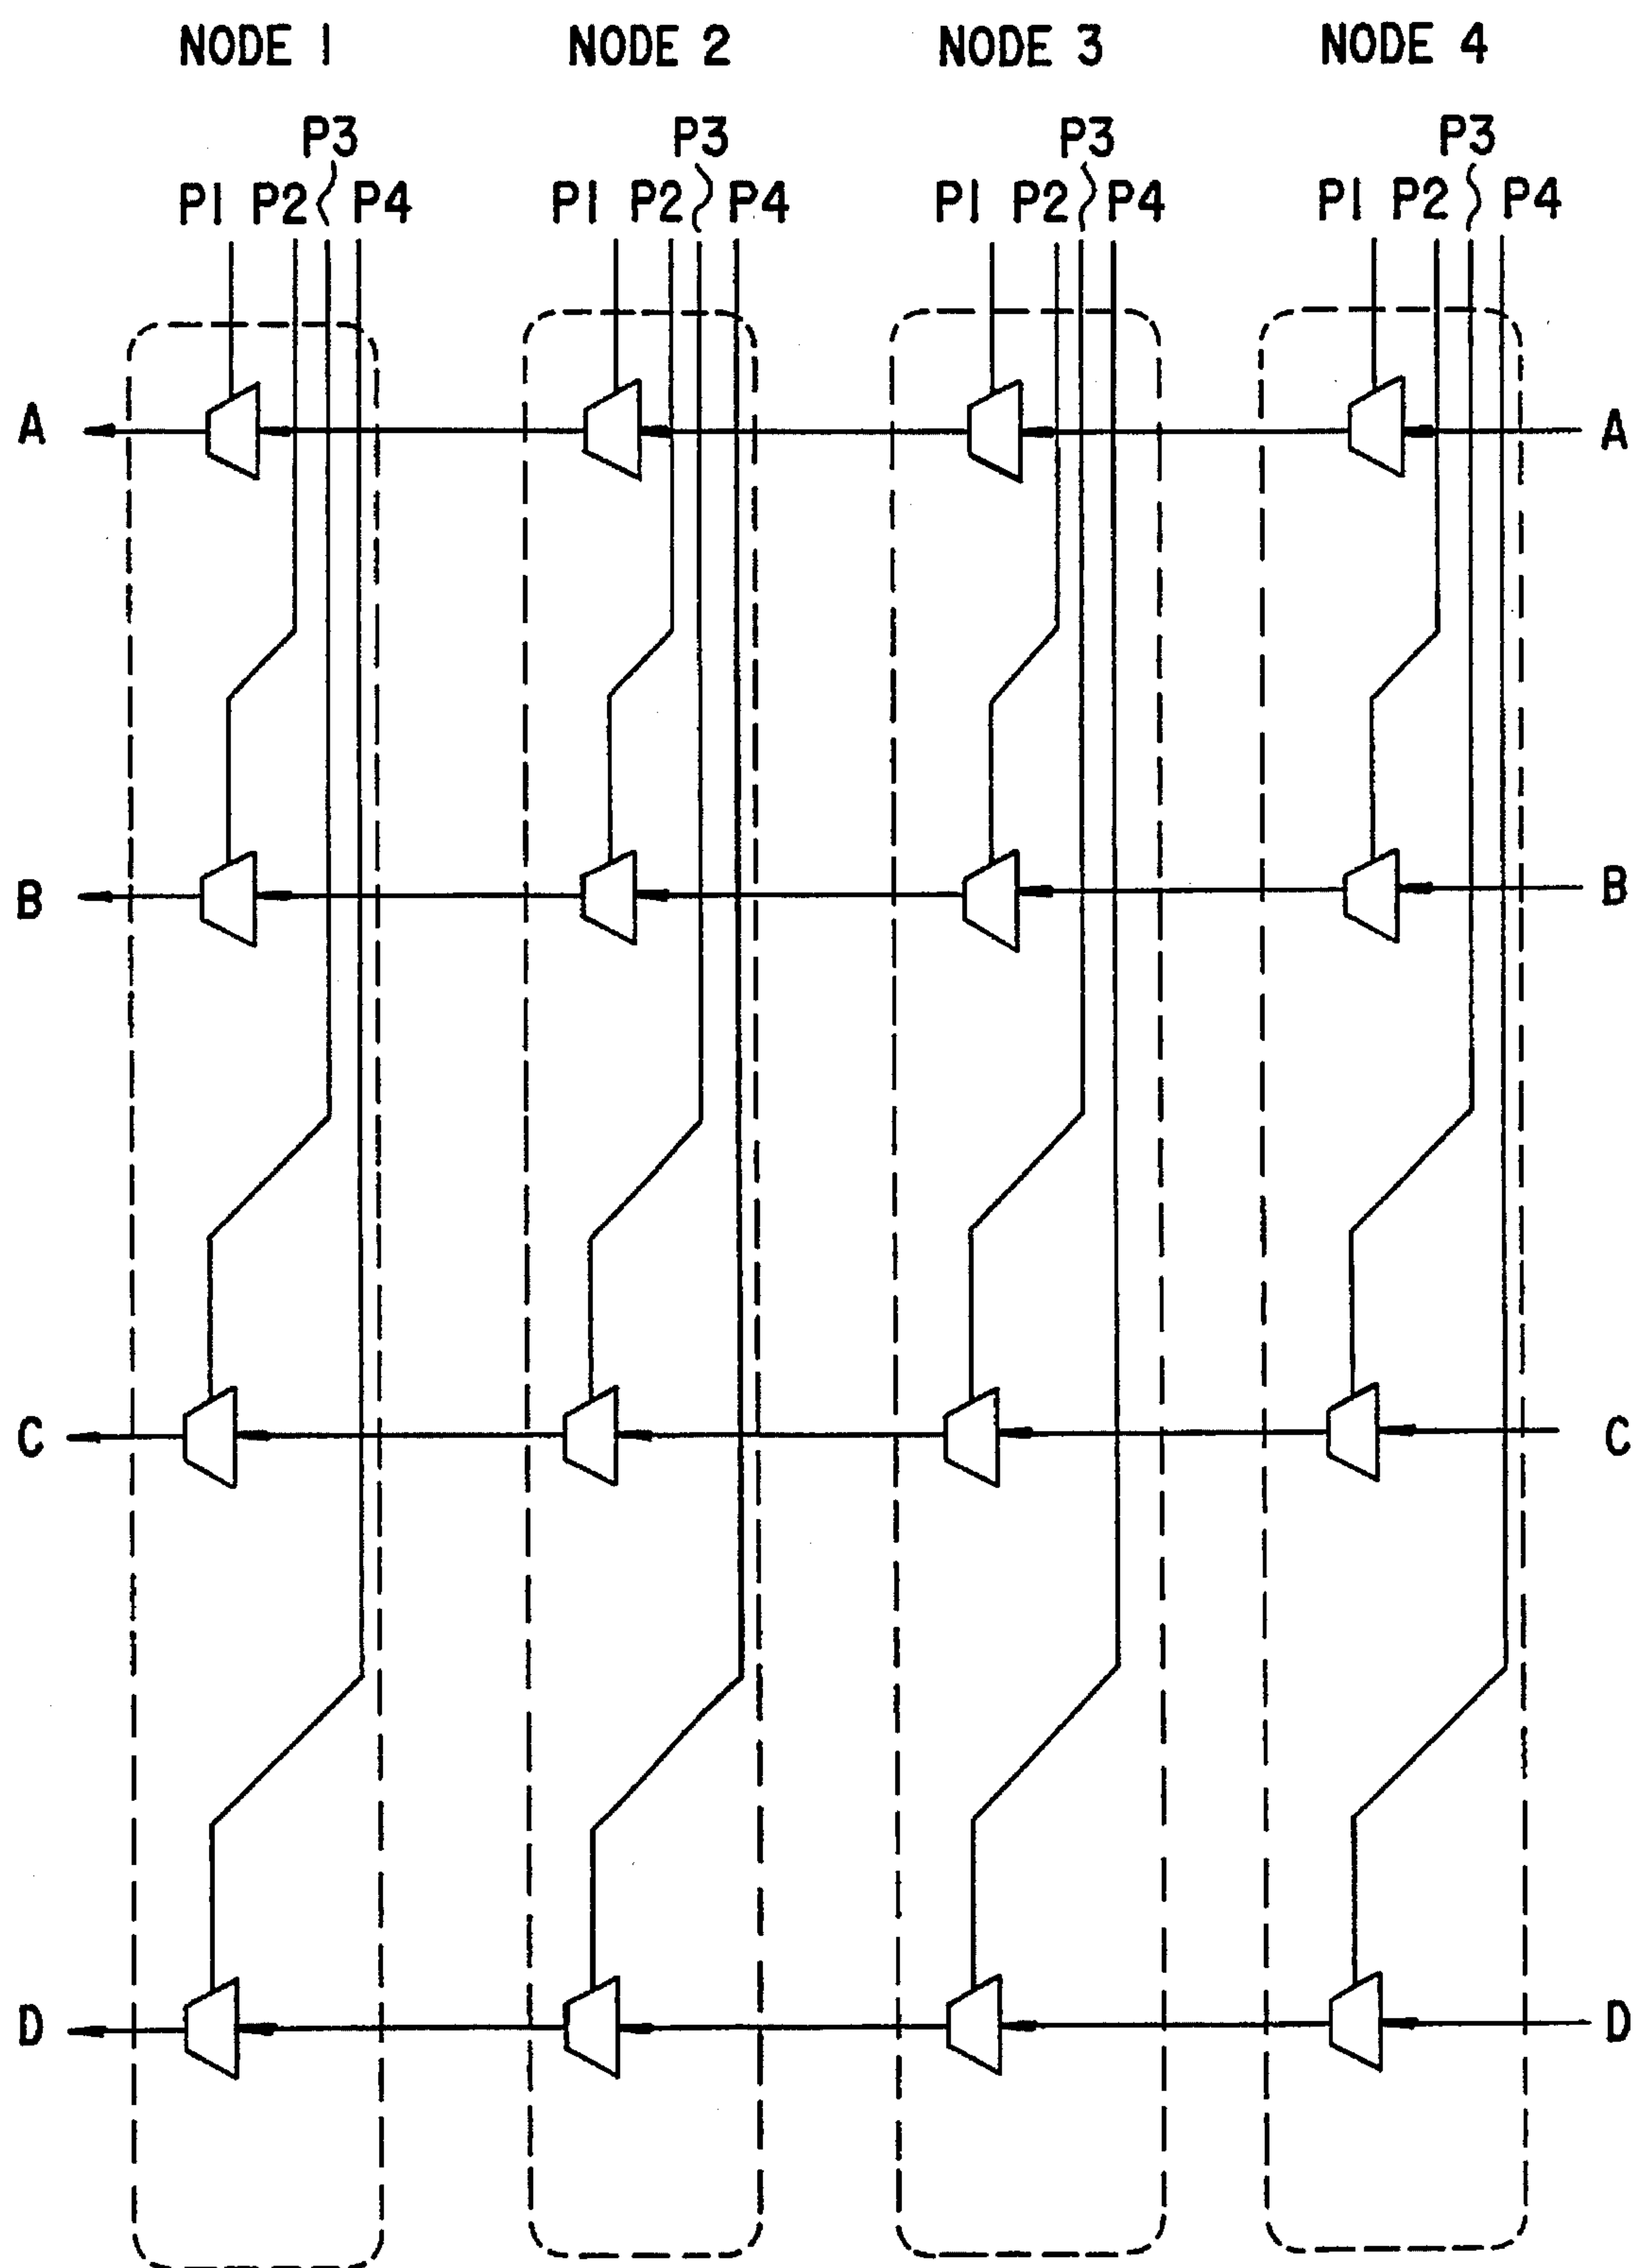 NODE 1 NODE 2 NODE 3 NODE 4
P3 P3 P3 P3
P1 P2 P4 P1 P2 P4 P1 P2 P4 P1 P2 P4
A A
B B
C C
D D